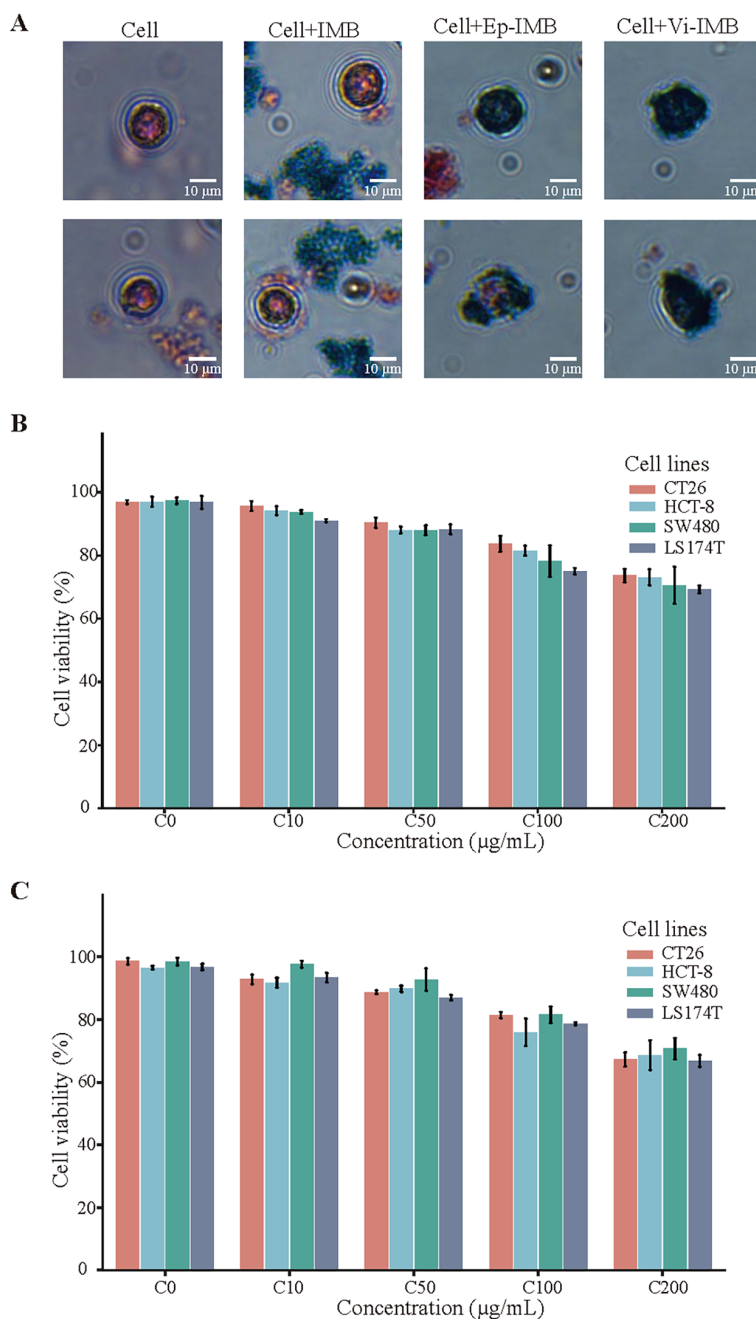 A
Cell
Cell+IMB
Cell+Ep-IMB
Cell+Vi-IMB
10 µm
10 µm
10 µm
10 µm
10 µm
10 µm
10 µm
10 µm
B
Cell viability (%)
100
80
60
40
20
0
Cell lines
CT26
HCT-8
SW480
LS174T
C0
C10
C50
C100
C200
Concentration (µg/mL)
C
Cell viability (%)
100
80
60
40
20
0
Cell lines
CT26
HCT-8
SW480
LS174T
C0
C10
C50
C100
C200
Concentration (µg/mL)